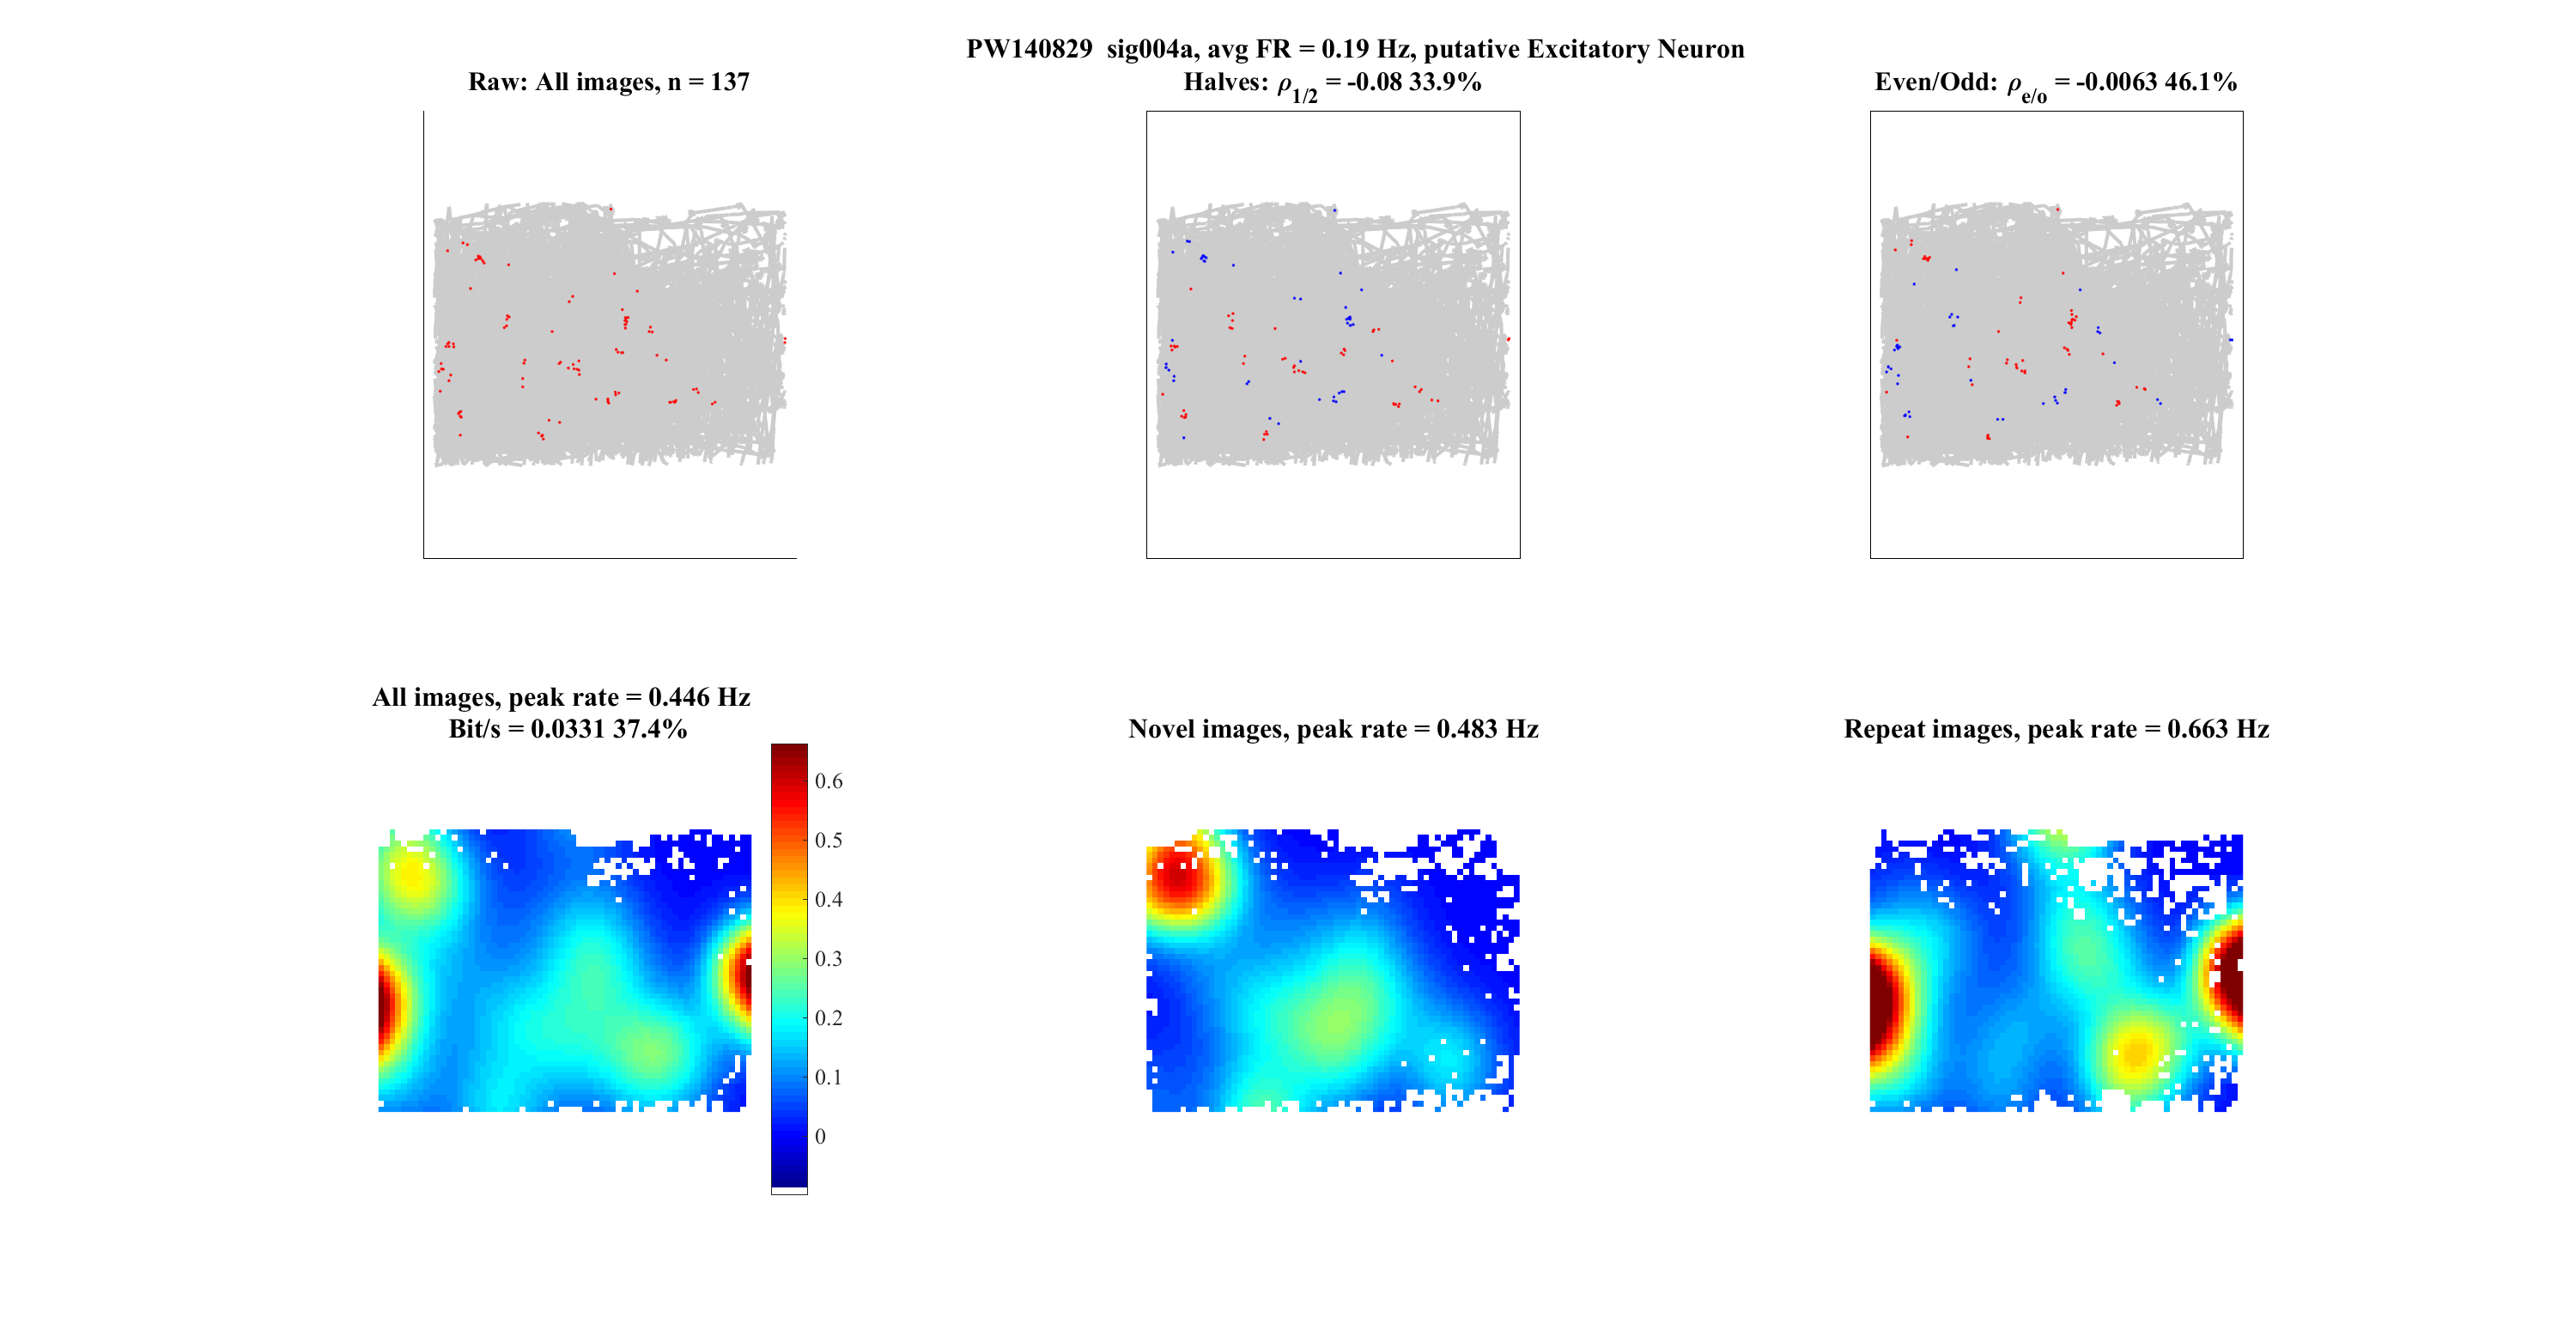 PW140829 sig004a, avg FR = 0.19 Hz, putative Excitatory Neuron
Raw: All images, n = 137
Halves: ρ1/2 = -0.08 33.9%
Even/Odd: ρe/o = -0.0063 46.1%
All images, peak rate = 0.446 Hz
Bit/s = 0.0331 37.4%
Novel images, peak rate = 0.483 Hz
Repeat images, peak rate = 0.663 Hz
0.6
0.5
0.4
0.3
0.2
0.1
0